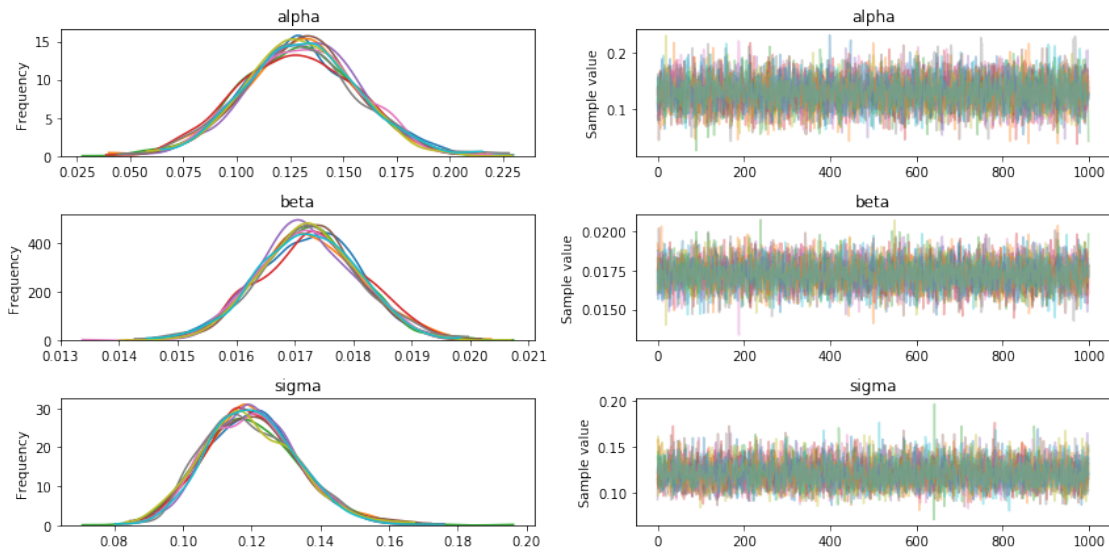 alpha
alpha
Frequency
15
10
5
0
0.025 0.050 0.075 0.100 0.125 0.150 0.175 0.200 0.225
Sample value
0.2
0.1
0 200 400 600 800 1000
beta
beta
Frequency
400
200
0
0.013 0.014 0.015 0.016 0.017 0.018 0.019 0.020 0.021
Sample value
0.0200
0.0175
0.0150
0 200 400 600 800 1000
sigma
sigma
Frequency
30
20
10
0
0.08 0.10 0.12 0.14 0.16 0.18 0.20
Sample value
0.20
0.15
0.10
0 200 400 600 800 1000